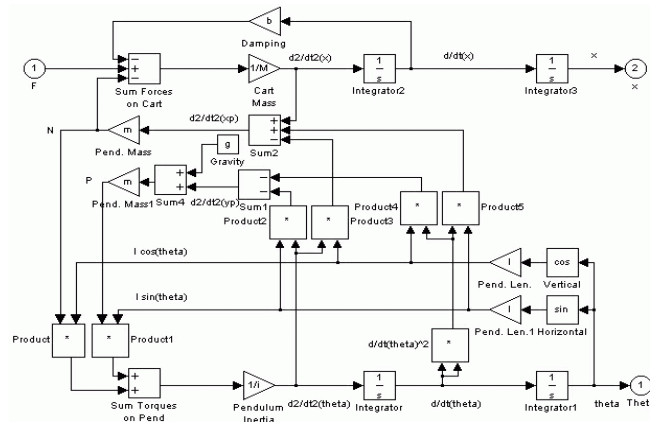 b
Damping
1
F
−
+
−
Sum Forces
on Cart
1/M
Cart
Mass
d2/dt2(x)
1
s
Integrator2
d/dt(x)
1
s
Integrator3
x
2
x
N
m
Pend. Mass
d2/dt2(xp)
+
+
−
Sum2
g
Gravity
P
m
Pend. Mass1
+
+
Sum4
d2/dt2(yp)
−
−
Sum1
Product2
*
*
Product3
Product4
*
*
Product5
l cos(theta)
l
Pend. Len.
cos
Vertical
l sin(theta)
l
Pend. Len.1
sin
Horizontal
Product
*
*
Product1
d/dt(theta)^2
*
+
+
Sum Torques
on Pend
1/i
Pendulum
Inertia
d2/dt2(theta)
1
s
Integrator
d/dt(theta)
1
s
Integrator1
theta
1
Thet